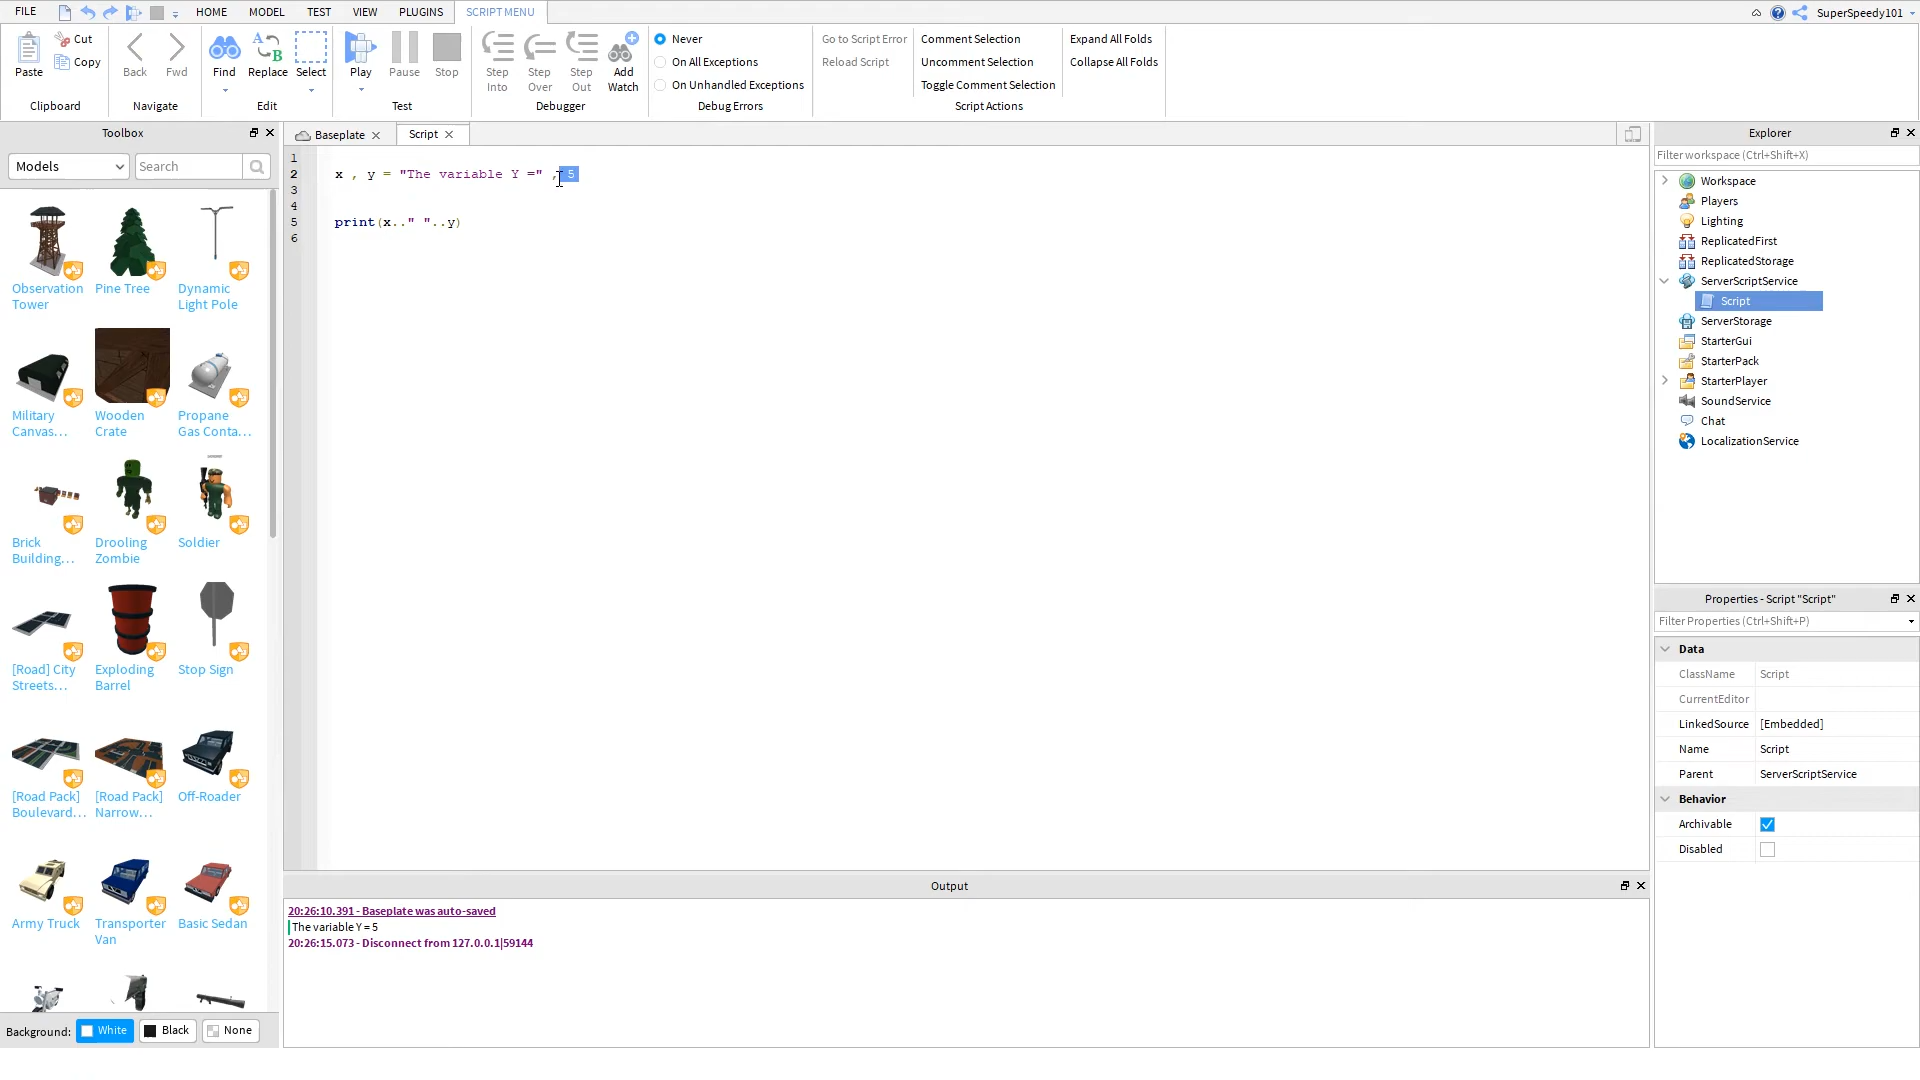 FILE HOME MODEL TEST VIEW PLUGINS SCRIPT MENU SuperSpeedy101
Paste Cut Copy
Clipboard
Back Fwd
Navigate
Find Replace Select
Edit
Play Pause Stop
Test
Step Into Step Over Step Out Add Watch
Debugger
Never
On All Exceptions
On Unhandled Exceptions
Debug Errors
Go to Script Error
Reload Script
Comment Selection
Uncomment Selection
Toggle Comment Selection
Script Actions
Expand All Folds
Collapse All Folds
Toolbox
Models Search
Observation Tower
Pine Tree
Dynamic Light Pole
Military Canvas...
Wooden Crate
Propane Gas Conta...
Brick Building...
Drooling Zombie
Soldier
[Road] City Streets...
Exploding Barrel
Stop Sign
[Road Pack] Boulevard...
[Road Pack] Narrow...
Off-Roader
Army Truck
Transporter Van
Basic Sedan
Background: White Black None
Baseplate Script
1
2 x , y = "The variable Y =" , 5
3
4
5 print(x.." "..y)
6
Output
20:26:10.391 - Baseplate was auto-saved
The variable Y = 5
20:26:15.073 - Disconnect from 127.0.0.1|59144
Explorer
Filter workspace (Ctrl+Shift+X)
Workspace
Players
Lighting
ReplicatedFirst
ReplicatedStorage
ServerScriptService
Script
ServerStorage
StarterGui
StarterPack
StarterPlayer
SoundService
Chat
LocalizationService
Properties - Script "Script"
Filter Properties (Ctrl+Shift+P)
Data
ClassName Script
CurrentEditor
LinkedSource [Embedded]
Name Script
Parent ServerScriptService
Behavior
Archivable
Disabled